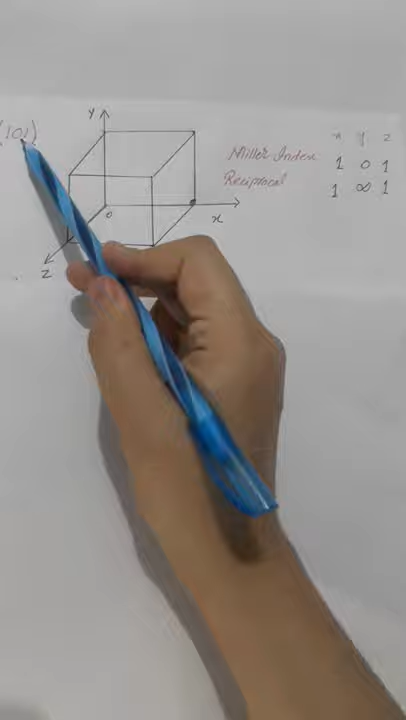 (101)
y
x y z
Miller Index 1 0 1
Reciprocal 1 ∞ 1
o
x
z